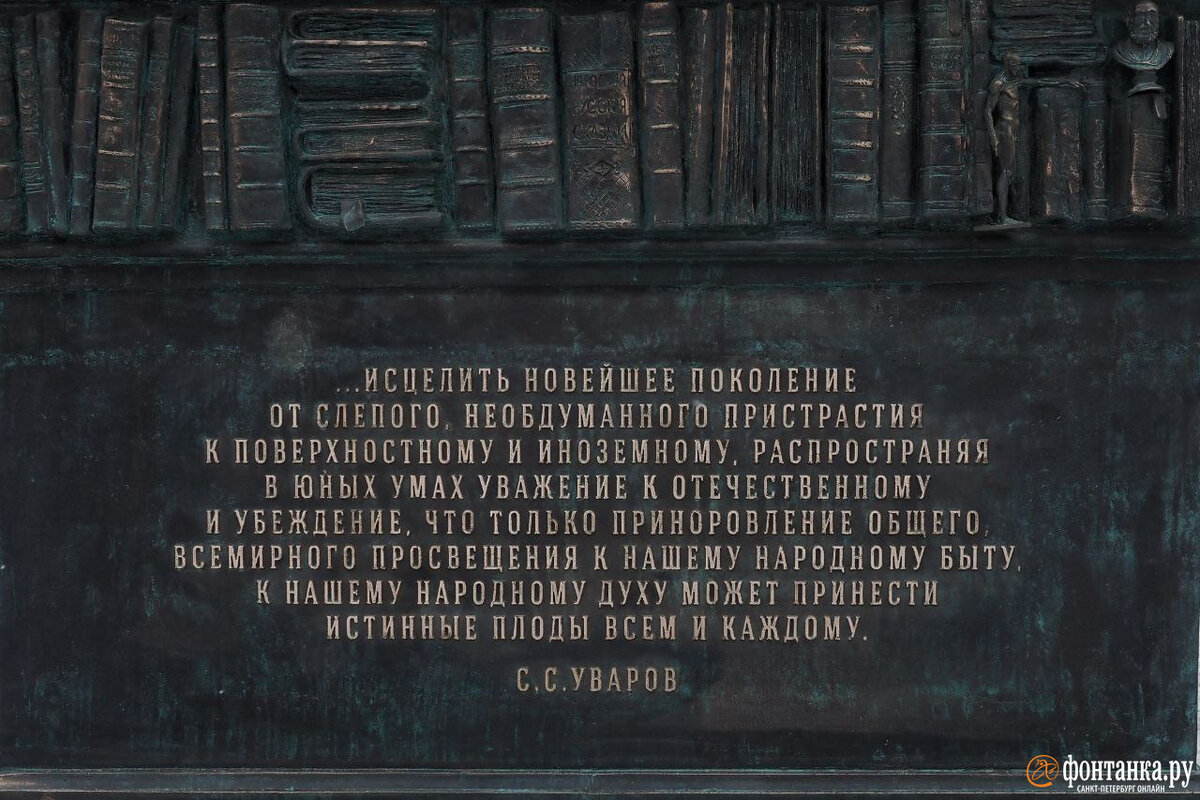 РУССКИЯ
СКАЗКИ
...ИСЦЕЛИТЬ НОВЕЙШЕЕ ПОКОЛЕНИЕ
ОТ СЛЕПОГО, НЕОБДУМАННОГО ПРИСТРАСТИЯ
К ПОВЕРХНОСТНОМУ И ИНОЗЕМНОМУ, РАСПРОСТРАНЯЯ
В ЮНЫХ УМАХ УВАЖЕНИЕ К ОТЕЧЕСТВЕННОМУ
И УБЕЖДЕНИЕ, ЧТО ТОЛЬКО ПРИНОРОВЛЕНИЕ ОБЩЕГО,
ВСЕМИРНОГО ПРОСВЕЩЕНИЯ К НАШЕМУ НАРОДНОМУ БЫТУ,
К НАШЕМУ НАРОДНОМУ ДУХУ МОЖЕТ ПРИНЕСТИ
ИСТИННЫЕ ПЛОДЫ ВСЕМ И КАЖДОМУ.
С.С.УВАРОВ
фонтанка.ру
САНКТ-ПЕТЕРБУРГ ОНЛАЙН